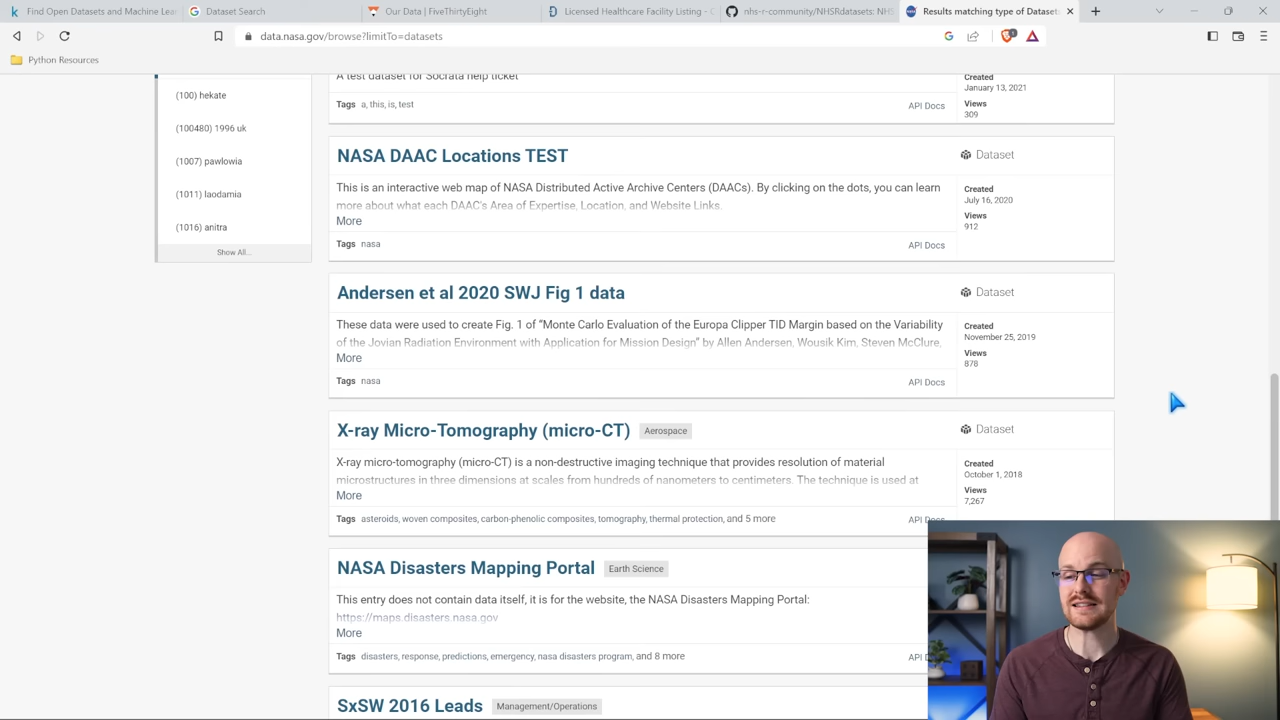 Find Open Datasets and Machine Lea
Dataset Search
Our Data | FiveThirtyEight
Licensed Healthcare Facility Listing - C
nhs-r-community/NHSRdatasets: NHS
Results matching type of Datasets
data.nasa.gov/browse?limitTo=datasets
Python Resources
(100) hekate
(100480) 1996 uk
(1007) pawlowia
(1011) laodamia
(1016) anitra
Show All...
A test dataset for Socrata help ticket
Tags a, this, is, test
API Docs
Created
January 13, 2021
Views
309
NASA DAAC Locations TEST
Dataset
This is an interactive web map of NASA Distributed Active Archive Centers (DAACs). By clicking on the dots, you can learn
more about what each DAAC's Area of Expertise, Location, and Website Links.
More
Tags nasa
API Docs
Created
July 16, 2020
Views
912
Andersen et al 2020 SWJ Fig 1 data
Dataset
These data were used to create Fig. 1 of “Monte Carlo Evaluation of the Europa Clipper TID Margin based on the Variability
of the Jovian Radiation Environment with Application for Mission Design” by Allen Andersen, Wousik Kim, Steven McClure,
More
Tags nasa
API Docs
Created
November 25, 2019
Views
878
X-ray Micro-Tomography (micro-CT) Aerospace
Dataset
X-ray micro-tomography (micro-CT) is a non-destructive imaging technique that provides resolution of material
microstructures in three dimensions at scales from hundreds of nanometers to centimeters. The technique is used at
More
Tags asteroids, woven composites, carbon-phenolic composites, tomography, thermal protection, and 5 more
API Docs
Created
October 1, 2018
Views
7,267
NASA Disasters Mapping Portal Earth Science
This entry does not contain data itself, it is for the website, the NASA Disasters Mapping Portal:
https://maps.disasters.nasa.gov
More
Tags disasters, response, predictions, emergency, nasa disasters program, and 8 more
API D
SxSW 2016 Leads Management/Operations